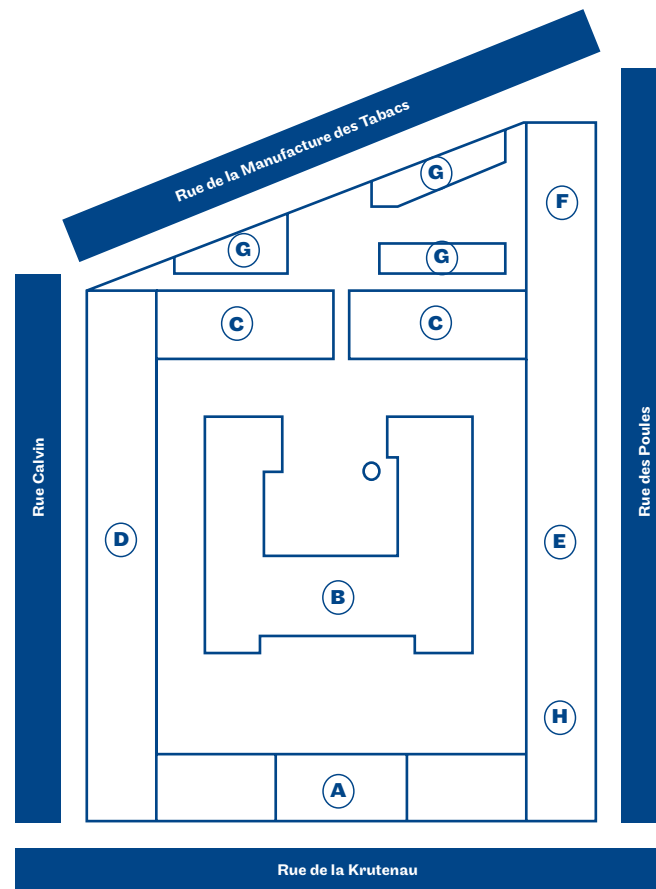 Rue de la Manufacture des Tabacs
G
F
G
G
C
C
Rue Calvin
Rue des Poules
D
E
B
H
A
Rue de la Krutenau